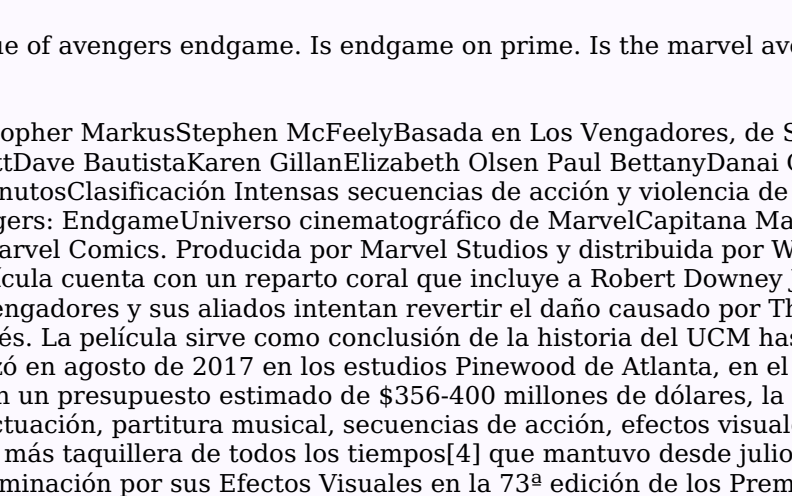 ue of avengers endgame. Is endgame on prime. Is the marvel ave
opher MarkusStephen McFeelyBasada en Los Vengadores, de S
ttDave BautistaKaren GillanElizabeth Olsen Paul BettanyDanai G
nutosClasificación Intensas secuencias de acción y violencia de
gers: EndgameUniverso cinematográfico de MarvelCapitana Ma
arvel Comics. Producida por Marvel Studios y distribuida por W
ícula cuenta con un reparto coral que incluye a Robert Downey J
engadores y sus aliados intentan revertir el daño causado por Th
és. La película sirve como conclusión de la historia del UCM has
zó en agosto de 2017 en los estudios Pinewood de Atlanta, en el
n un presupuesto estimado de $356-400 millones de dólares, la
ctuación, partitura musical, secuencias de acción, efectos visuale
más taquillera de todos los tiempos[4] que mantuvo desde julio
minación por sus Efectos Visuales en la 73ª edición de los Prem